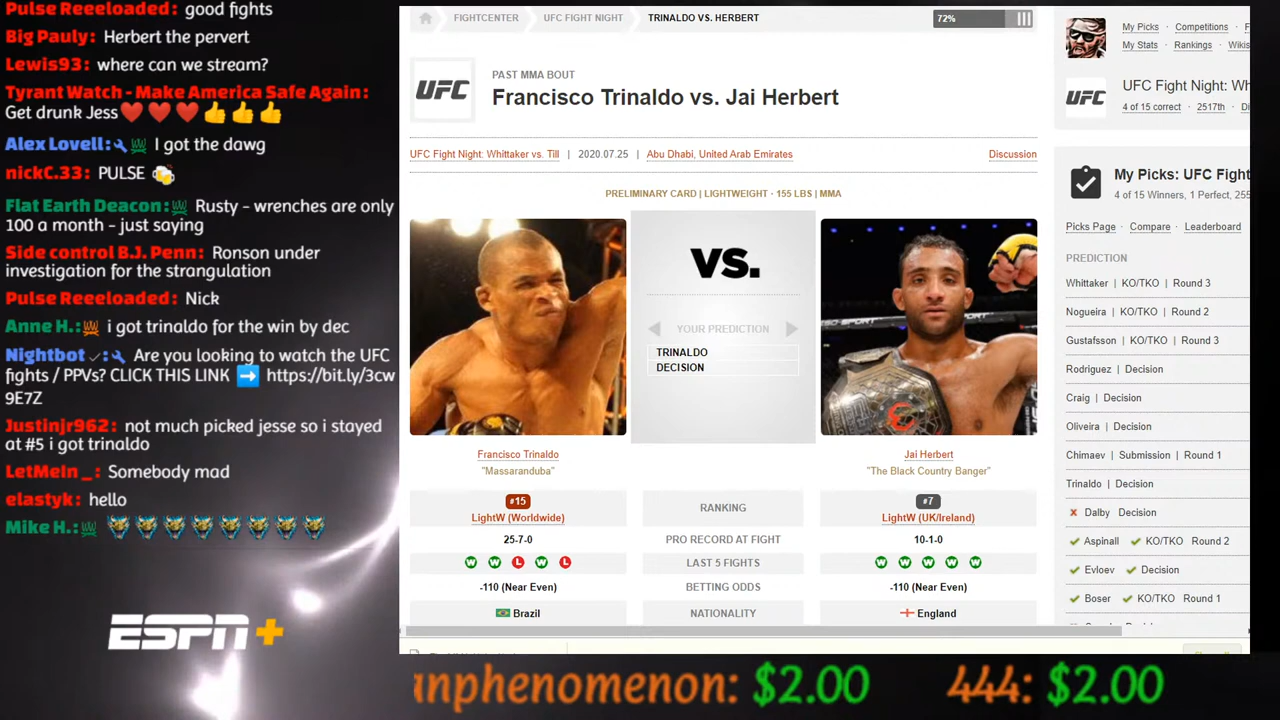 Pulse Reeeloaded: good fights
Big Pauly: Herbert the pervert
Lewis93: where can we stream?
Tyrant Watch - Make America Safe Again:
Get drunk Jess❤️❤️❤️👍👍👍
Alex Lovell: I got the dawg
nickC.33: PULSE 🍻
Flat Earth Deacon: Rusty - wrenches are only
100 a month - just saying
Side control B.J. Penn: Ronson under
investigation for the strangulation
Pulse Reeeloaded: Nick
Anne H.: i got trinaldo for the win by dec
Nightbot ✓: Are you looking to watch the UFC
fights / PPVs? CLICK THIS LINK ➡️ https://bit.ly/3cw
9E7Z
Justinjr962: not much picked jesse so i stayed
at #5 i got trinaldo
LetMeIn_: Somebody mad
elastyk: hello
Mike H.:
ESPN+
FIGHTCENTER
UFC FIGHT NIGHT
TRINALDO VS. HERBERT
72%
UFC
PAST MMA BOUT
Francisco Trinaldo vs. Jai Herbert
UFC Fight Night: Whittaker vs. Till | 2020.07.25 | Abu Dhabi, United Arab Emirates
Discussion
PRELIMINARY CARD | LIGHTWEIGHT · 155 LBS | MMA
VS.
YOUR PREDICTION
TRINALDO
DECISION
Francisco Trinaldo
"Massaranduba"
Jai Herbert
"The Black Country Banger"
#15
LightW (Worldwide)
RANKING
#7
LightW (UK/Ireland)
25-7-0
PRO RECORD AT FIGHT
10-1-0
W W L W L
LAST 5 FIGHTS
W W W W W
-110 (Near Even)
BETTING ODDS
-110 (Near Even)
Brazil
NATIONALITY
England
My Picks · Competitions · F
My Stats · Rankings · Wikis
UFC
UFC Fight Night: Wh
4 of 15 correct · 2517th · Di
My Picks: UFC Fight
4 of 15 Winners, 1 Perfect, 255
Picks Page · Compare · Leaderboard
PREDICTION
Whittaker | KO/TKO | Round 3
Nogueira | KO/TKO | Round 2
Gustafsson | KO/TKO | Round 3
Rodriguez | Decision
Craig | Decision
Oliveira | Decision
Chimaev | Submission | Round 1
Trinaldo | Decision
Dalby Decision
Aspinall KO/TKO Round 2
Evloev Decision
Boser KO/TKO Round 1
nphenomenon: $2.00
444: $2.00